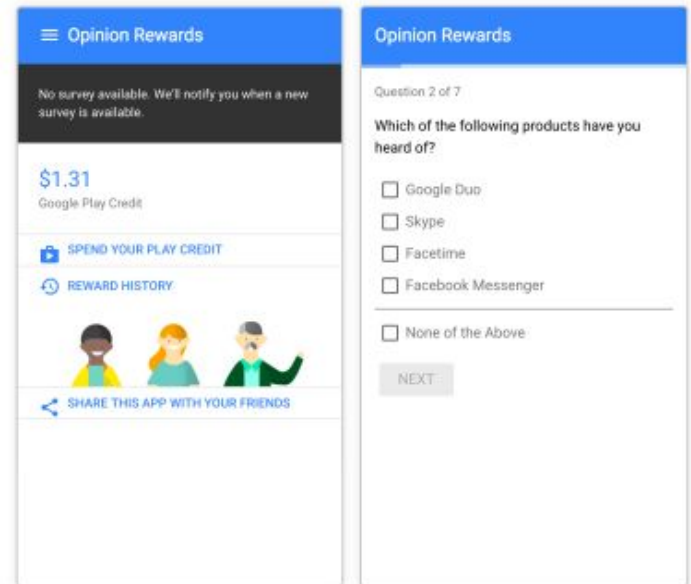 Opinion Rewards
No survey available. We'll notify you when a new
survey is available.
$1.31
Google Play Credit
SPEND YOUR PLAY CREDIT
REWARD HISTORY
SHARE THIS APP WITH YOUR FRIENDS
Opinion Rewards
Question 2 of 7
Which of the following products have you
heard of?
Google Duo
Skype
Facetime
Facebook Messenger
None of the Above
NEXT